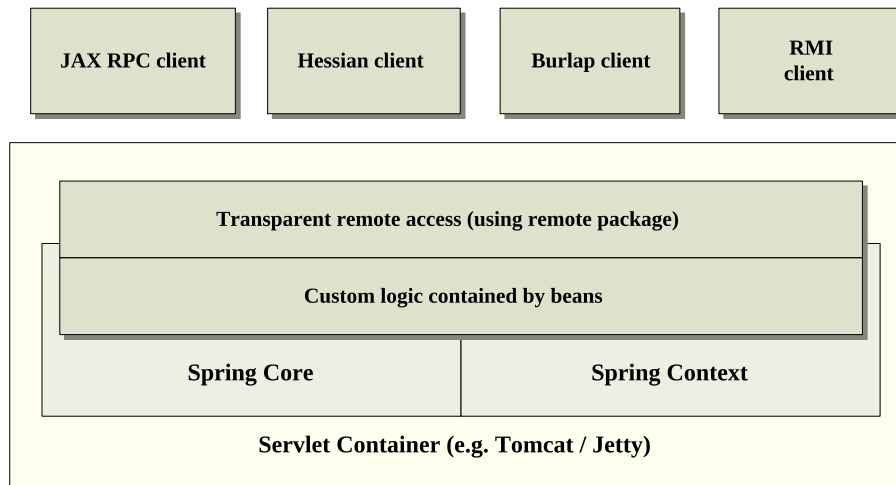 JAX RPC client
Hessian client
Burlap client
RMI
client
Transparent remote access (using remote package)
Custom logic contained by beans
Spring Core
Spring Context
Servlet Container (e.g. Tomcat / Jetty)